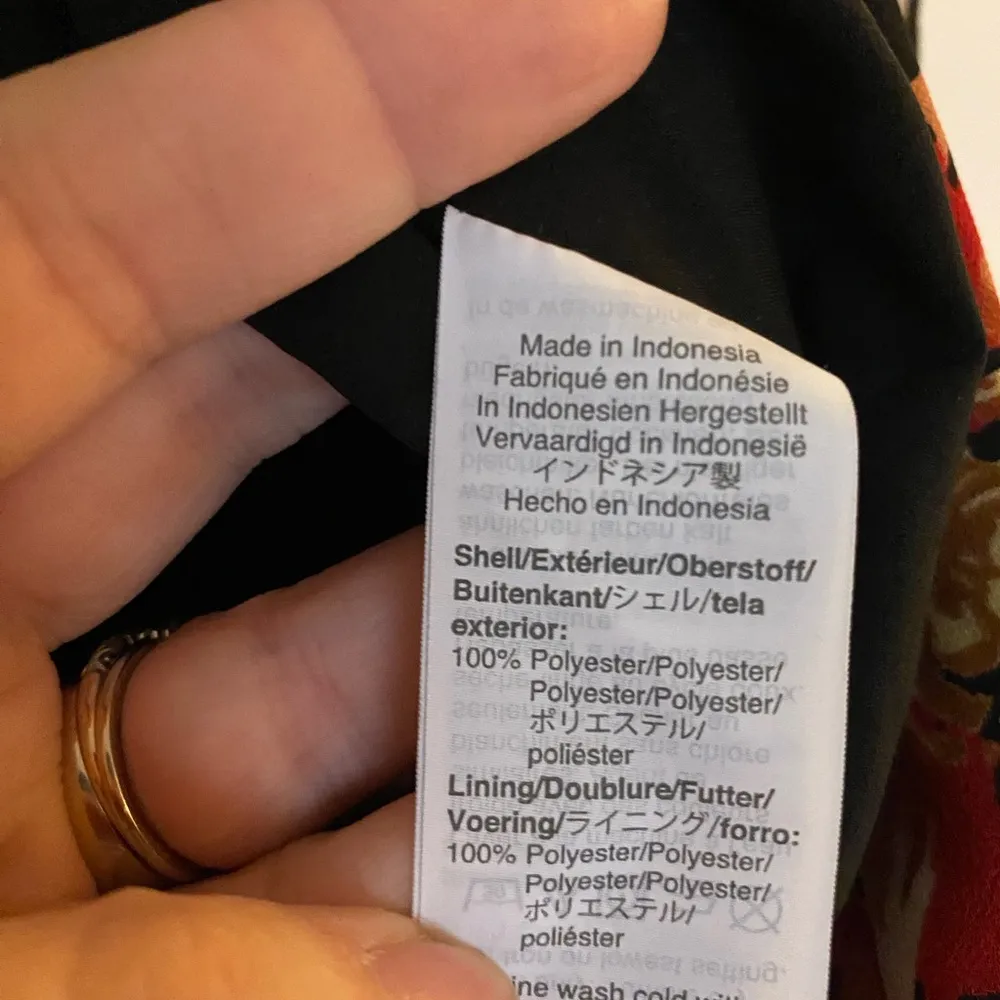 Made in Indonesia
Fabriqué en Indonésie
In Indonesien Hergestellt
Vervaardigd in Indonesië
インドネシア製
Hecho en Indonesia
Shell/Extérieur/Oberstoff/
Buitenkant/シェル/tela
exterior:
100% Polyester/Polyester/
Polyester/Polyester/
ポリエステル/
poliéster
Lining/Doublure/Futter/
Voering/ライニング/forro:
100% Polyester/Polyester/
Polyester/Polyester/
ポリエステル/
poliéster
wash cold